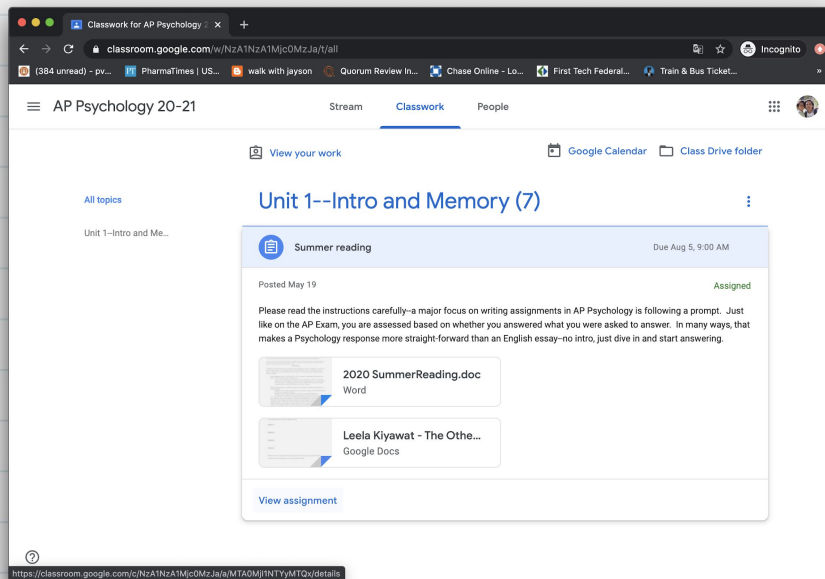 Classwork for AP Psychology 2
classroom.google.com/w/NzA1NzA1Mjc0MzJa/t/all
Incognito
(384 unread) - pv...
PT PharmaTimes | US...
walk with jayson
Quorum Review In...
Chase Online - Lo...
First Tech Federal...
Train & Bus Ticket...
»
AP Psychology 20-21
Stream
Classwork
People
View your work
Google Calendar
Class Drive folder
All topics
Unit 1--Intro and Me...
Unit 1--Intro and Memory (7)
Summer reading
Due Aug 5, 9:00 AM
Posted May 19
Assigned
Please read the instructions carefully--a major focus on writing assignments in AP Psychology is following a prompt. Just
like on the AP Exam, you are assessed based on whether you answered what you were asked to answer. In many ways, that
makes a Psychology response more straight-forward than an English essay--no intro, just dive in and start answering.
2020 SummerReading.doc
Word
Leela Kiyawat - The Othe...
Google Docs
View assignment
https://classroom.google.com/c/NzA1NzA1Mjc0MzJa/a/MTA0MjI1NTYyMTQx/details